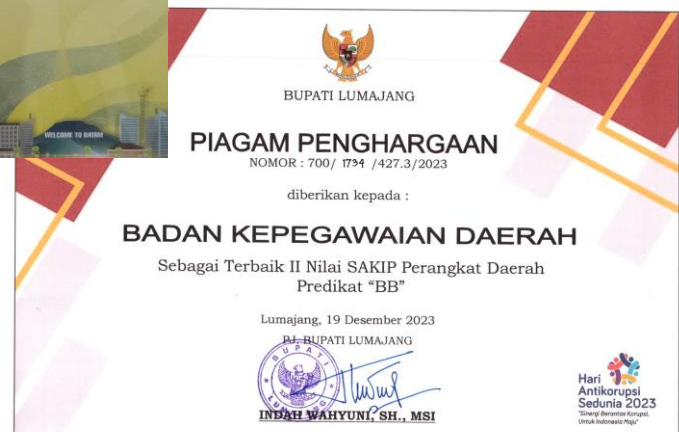 WELCOME TO BATAM
BUPATI LUMAJANG
PIAGAM PENGHARGAAN
NOMOR : 700/ 1734 /427.3/2023
diberikan kepada :
BADAN KEPEGAWAIAN DAERAH
Sebagai Terbaik II Nilai SAKIP Perangkat Daerah
Predikat “BB”
Lumajang, 19 Desember 2023
PJ. BUPATI LUMAJANG
BUPATI
LUMAJANG
INDAH WAHYUNI, SH., MSI
Hari
Antikorupsi
Sedunia 2023
"Sinergi Berantas Korupsi,
Untuk Indonesia Maju"